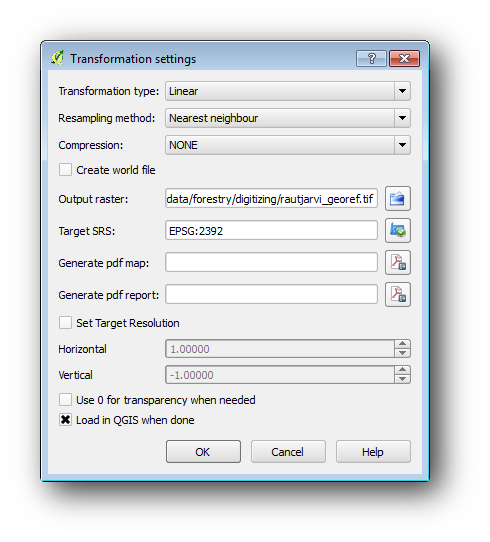 Transformation settings
Transformation type: Linear
Resampling method: Nearest neighbour
Compression: NONE
Create world file
Output raster: data/forestry/digitizing/rautjarvi_georef.tif
Target SRS: EPSG:2392
Generate pdf map:
Generate pdf report:
Set Target Resolution
Horizontal 1.00000
Vertical -1.00000
Use 0 for transparency when needed
Load in QGIS when done
OK Cancel Help